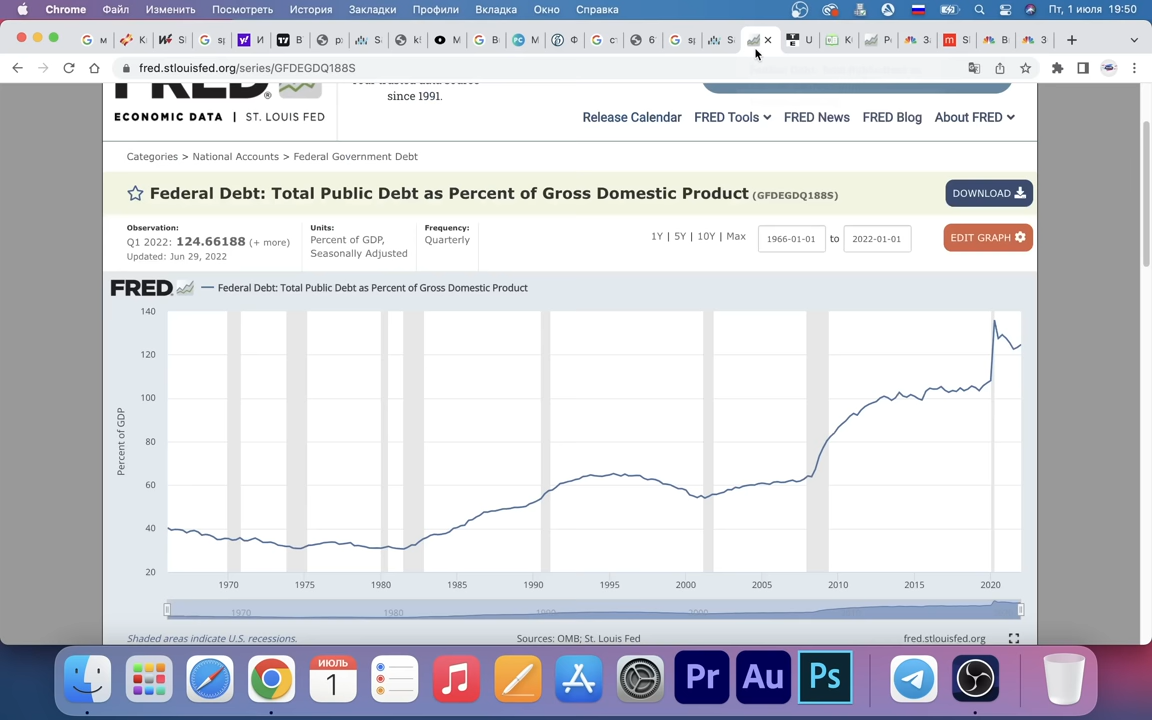 Chrome Файл Изменить Посмотреть История Закладки Профили Вкладка Окно Справка Пт, 1 июля 19:50
fred.stlouisfed.org/series/GFDEGDQ188S
since 1991.
ECONOMIC DATA | ST. LOUIS FED
Release Calendar FRED Tools FRED News FRED Blog About FRED
Categories > National Accounts > Federal Government Debt
Federal Debt: Total Public Debt as Percent of Gross Domestic Product (GFDEGDQ188S)
DOWNLOAD
Observation:
Q1 2022: 124.66188 (+ more)
Updated: Jun 29, 2022
Units:
Percent of GDP,
Seasonally Adjusted
Frequency:
Quarterly
1Y | 5Y | 10Y | Max 1966-01-01 to 2022-01-01
EDIT GRAPH
FRED Federal Debt: Total Public Debt as Percent of Gross Domestic Product
140
120
100
80
60
40
20
Percent of GDP
1970 1975 1980 1985 1990 1995 2000 2005 2010 2015 2020
1970 1980 1990 2000
Shaded areas indicate U.S. recessions. Sources: OMB; St. Louis Fed fred.stlouisfed.org
ИЮЛЬ
1
Pr Au Ps